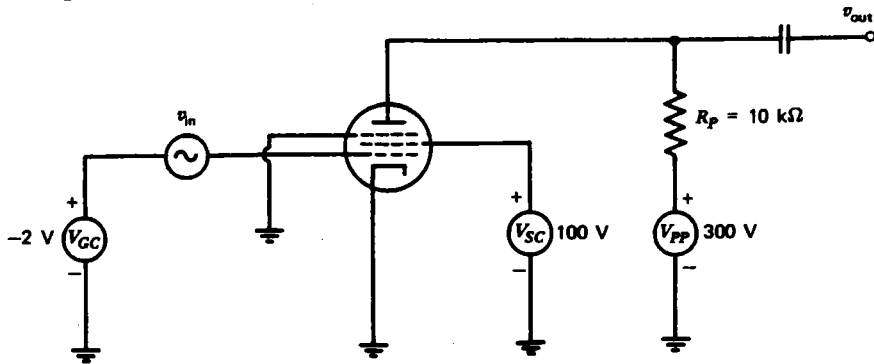 v_out
v_in
R_P = 10 kΩ
+
-2 V
V_GC
−
+
V_SC
100 V
−
+
V_PP
300 V
−